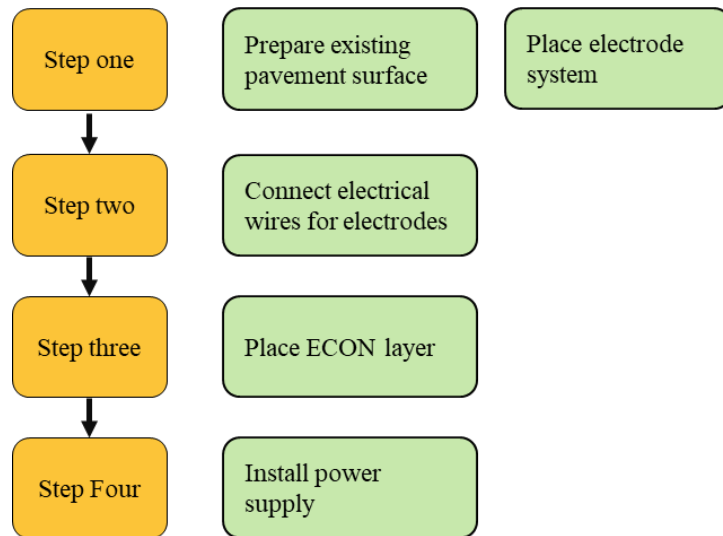 Step one
Prepare existing
pavement surface
Place electrode
system
Step two
Connect electrical
wires for electrodes
Step three
Place ECON layer
Step Four
Install power
supply